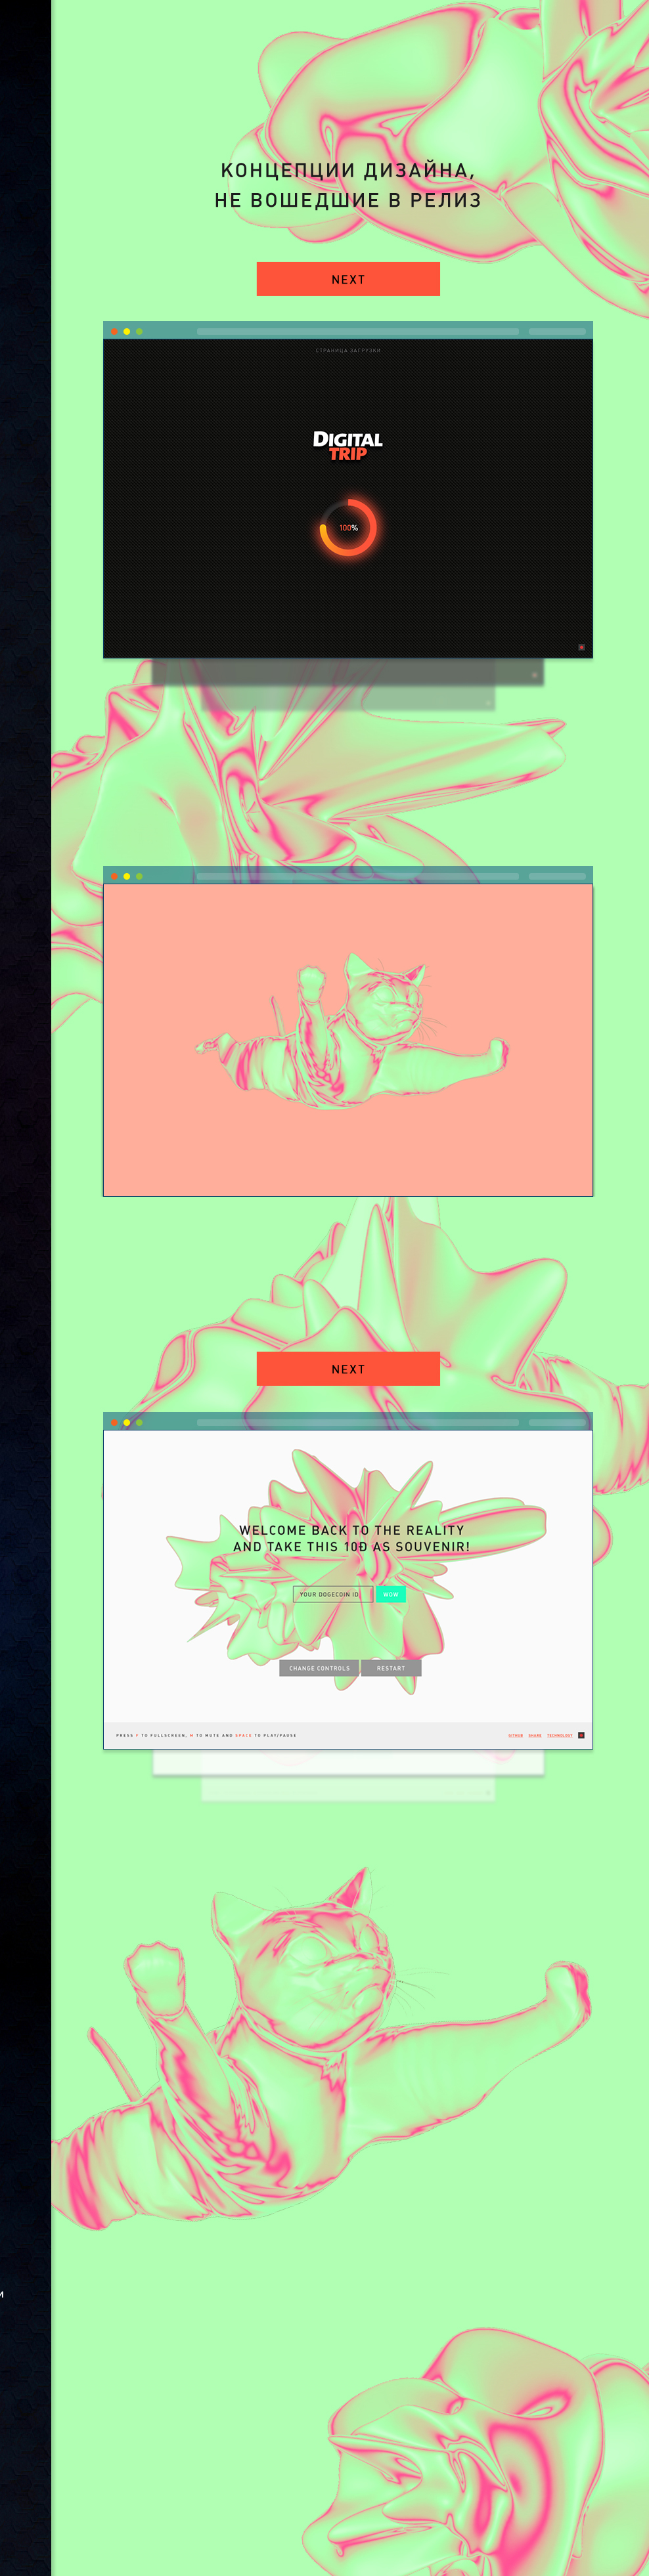 КОНЦЕПЦИИ ДИЗАЙНА,
НЕ ВОШЕДШИЕ В РЕЛИЗ
NEXT
СТРАНИЦА ЗАГРУЗКИ
DIGITAL
TRIP
100%
NEXT
WELCOME BACK TO THE REALITY
AND TAKE THIS 10Đ AS SOUVENIR!
YOUR DOGECOIN ID
WOW
CHANGE CONTROLS
RESTART
PRESS F TO FULLSCREEN, M TO MUTE AND SPACE TO PLAY/PAUSE
GITHUB SHARE TECHNOLOGY
И